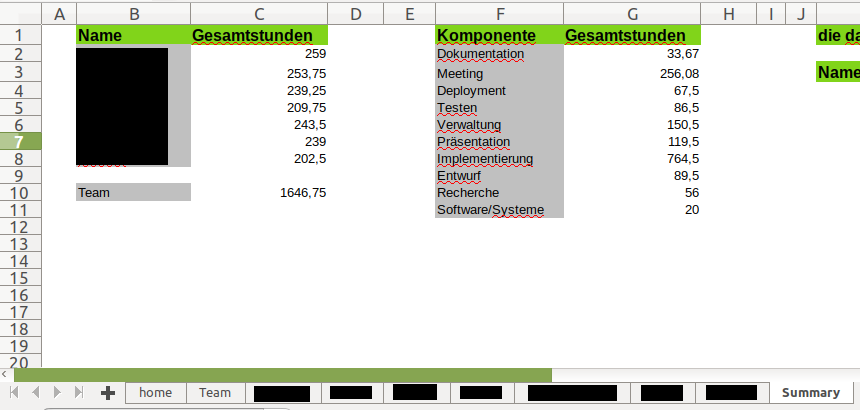 A B C D E F G H I J
1 Name Gesamtstunden Komponente Gesamtstunden die da
2 259 Dokumentation 33,67
3 253,75 Meeting 256,08 Name
4 239,25 Deployment 67,5
5 209,75 Testen 86,5
6 243,5 Verwaltung 150,5
7 239 Präsentation 119,5
8 202,5 Implementierung 764,5
9 Entwurf 89,5
10 Team 1646,75 Recherche 56
11 Software/Systeme 20
12
13
14
15
16
17
18
19
20
home Team Summary